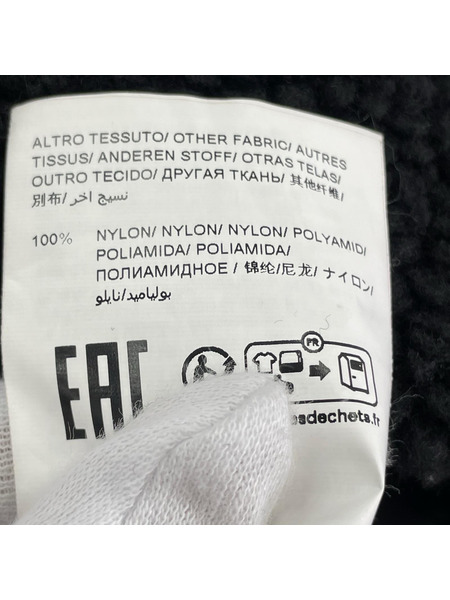 ALTRO TESSUTO/ OTHER FABRIC/ AUTRES
TISSUS/ ANDEREN STOFF/ OTRAS TELAS/
OUTRO TECIDO/ ДРУГАЯ ТКАНЬ/ 其他纤维/
別布/ نسيج اخر/
100% NYLON/ NYLON/ NYLON/ POLYAMID/
POLIAMIDA/ POLIAMIDA/
ПОЛИАМИДНОЕ / 锦纶/尼龙/ ナイロン/
بولياميد/نايلو
EAC
FR
adechets.fr